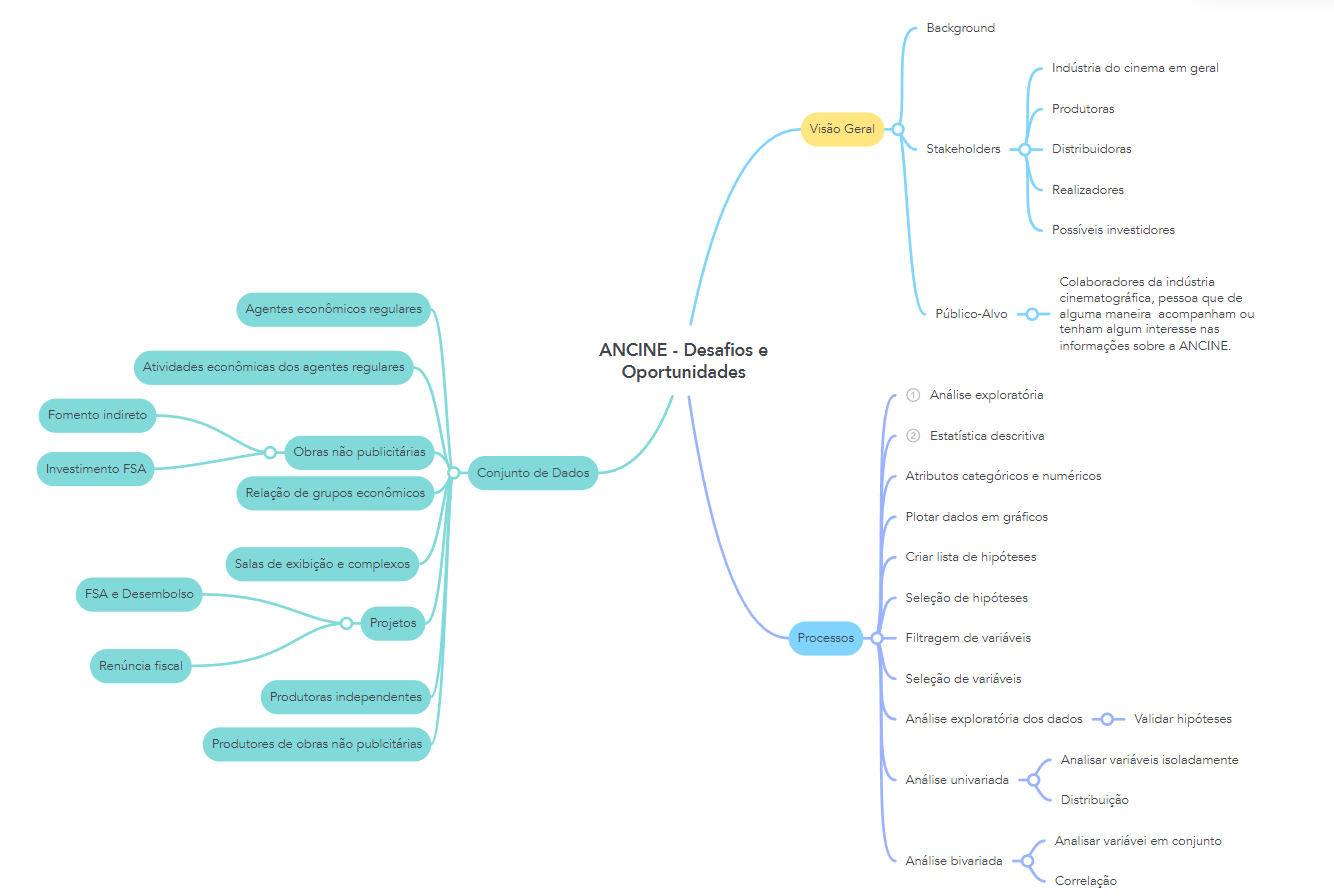 ANCINE - Desafios e
Oportunidades
Visão Geral
Background
Stakeholders
Indústria do cinema em geral
Produtoras
Distribuidoras
Realizadores
Possíveis investidores
Público-Alvo
Colaboradores da indústria
cinematográfica, pessoa que de
alguma maneira acompanham ou
tenham algum interesse nas
informações sobre a ANCINE.
Processos
1 Análise exploratória
2 Estatística descritiva
Atributos categóricos e numéricos
Plotar dados em gráficos
Criar lista de hipóteses
Seleção de hipóteses
Filtragem de variáveis
Seleção de variáveis
Análise exploratória dos dados
Validar hipóteses
Análise univariada
Analisar variáveis isoladamente
Distribuição
Análise bivariada
Analisar variávei em conjunto
Correlação
Conjunto de Dados
Agentes econômicos regulares
Atividades econômicas dos agentes regulares
Obras não publicitárias
Fomento indireto
Investimento FSA
Relação de grupos econômicos
Salas de exibição e complexos
Projetos
FSA e Desembolso
Renúncia fiscal
Produtoras independentes
Produtores de obras não publcitárias